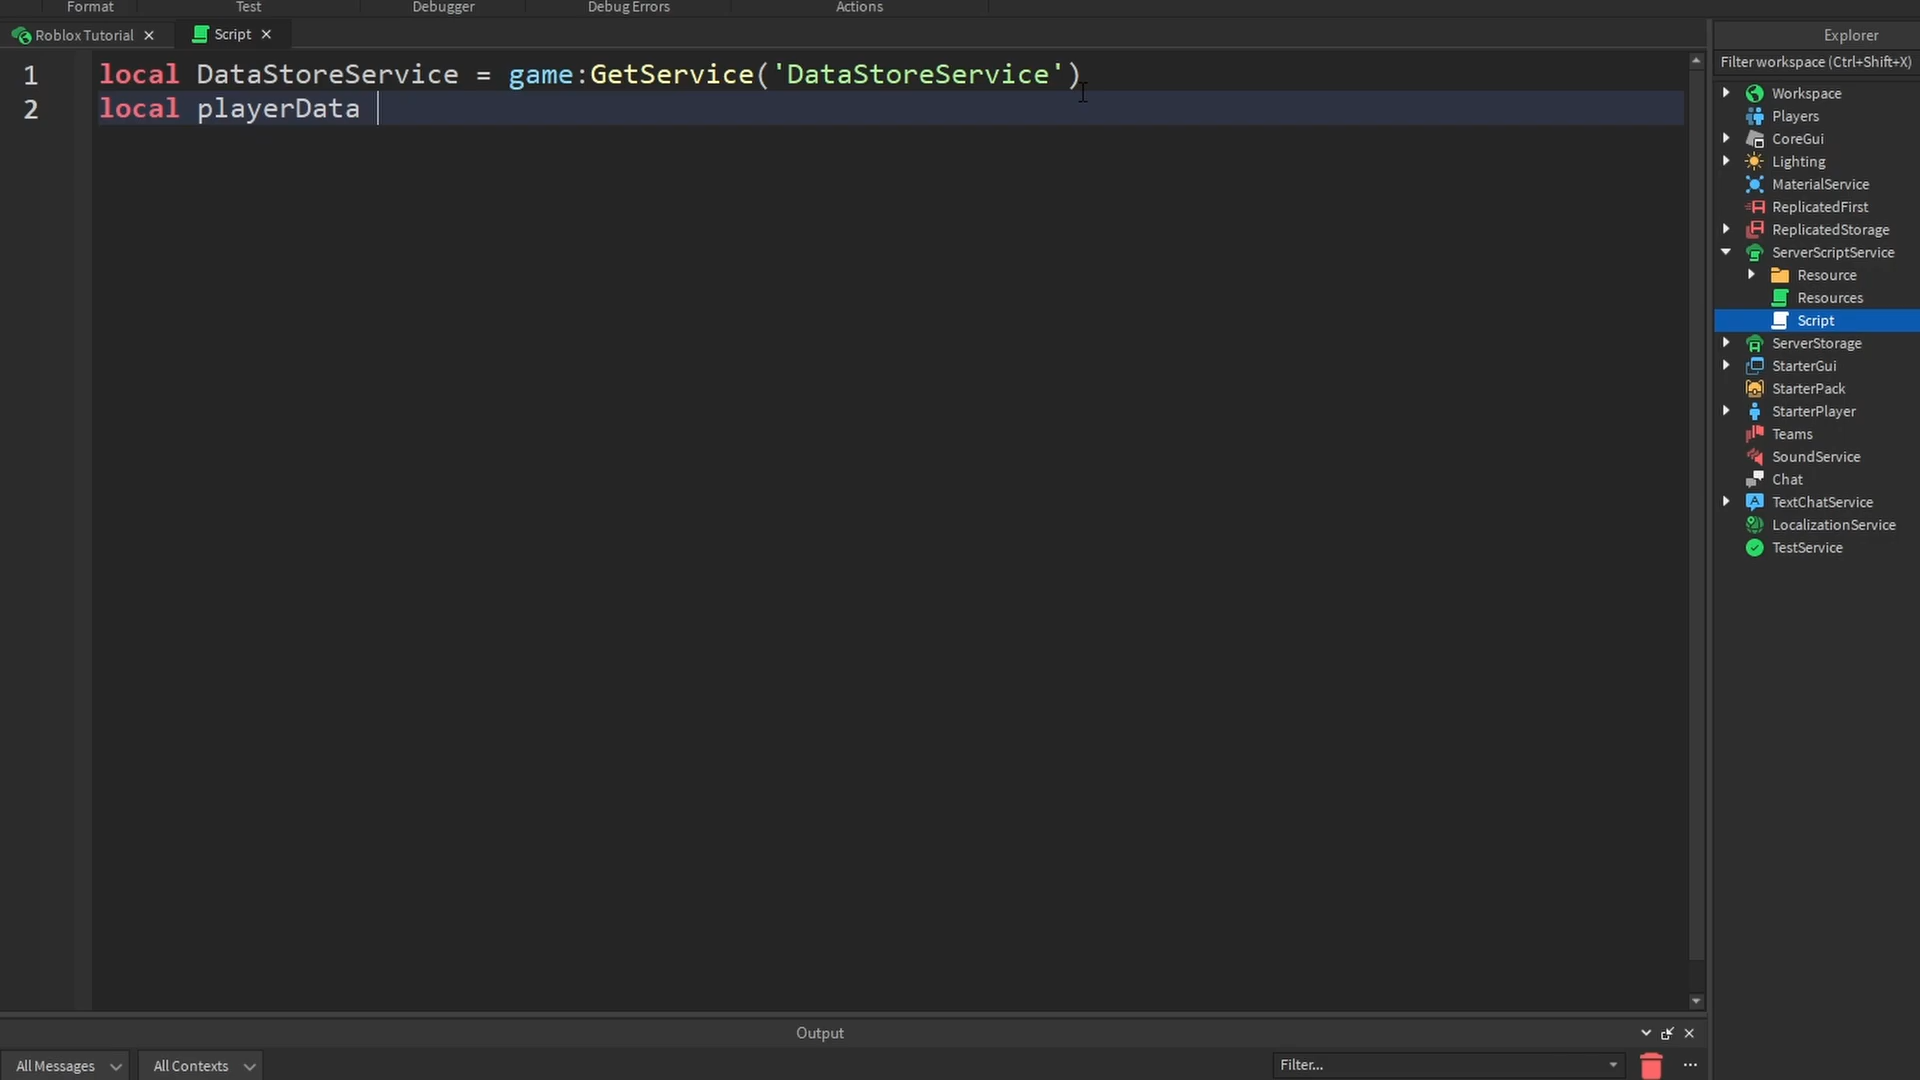 Format Test Debugger Debug Errors Actions
Roblox Tutorial Script Explorer
Filter workspace (Ctrl+Shift+X)
1 local DataStoreService = game:GetService('DataStoreService')
2 local playerData
Workspace
Players
CoreGui
Lighting
MaterialService
ReplicatedFirst
ReplicatedStorage
ServerScriptService
Resource
Resources
Script
ServerStorage
StarterGui
StarterPack
StarterPlayer
Teams
SoundService
Chat
TextChatService
LocalizationService
TestService
Output
All Messages All Contexts Filter... ...